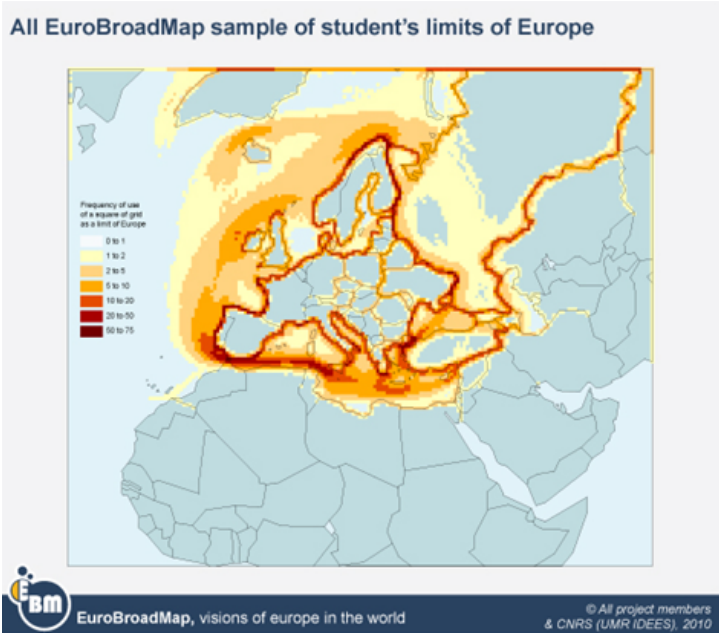 All EuroBroadMap sample of student's limits of Europe
Frequency of use
of a square of grid
as a limit of Europe
0 to 1
1 to 2
2 to 5
5 to 10
10 to 20
20 to 50
50 to 75
EBM
EuroBroadMap, visions of europe in the world
© All project members
& CNRS (UMR IDEES), 2010